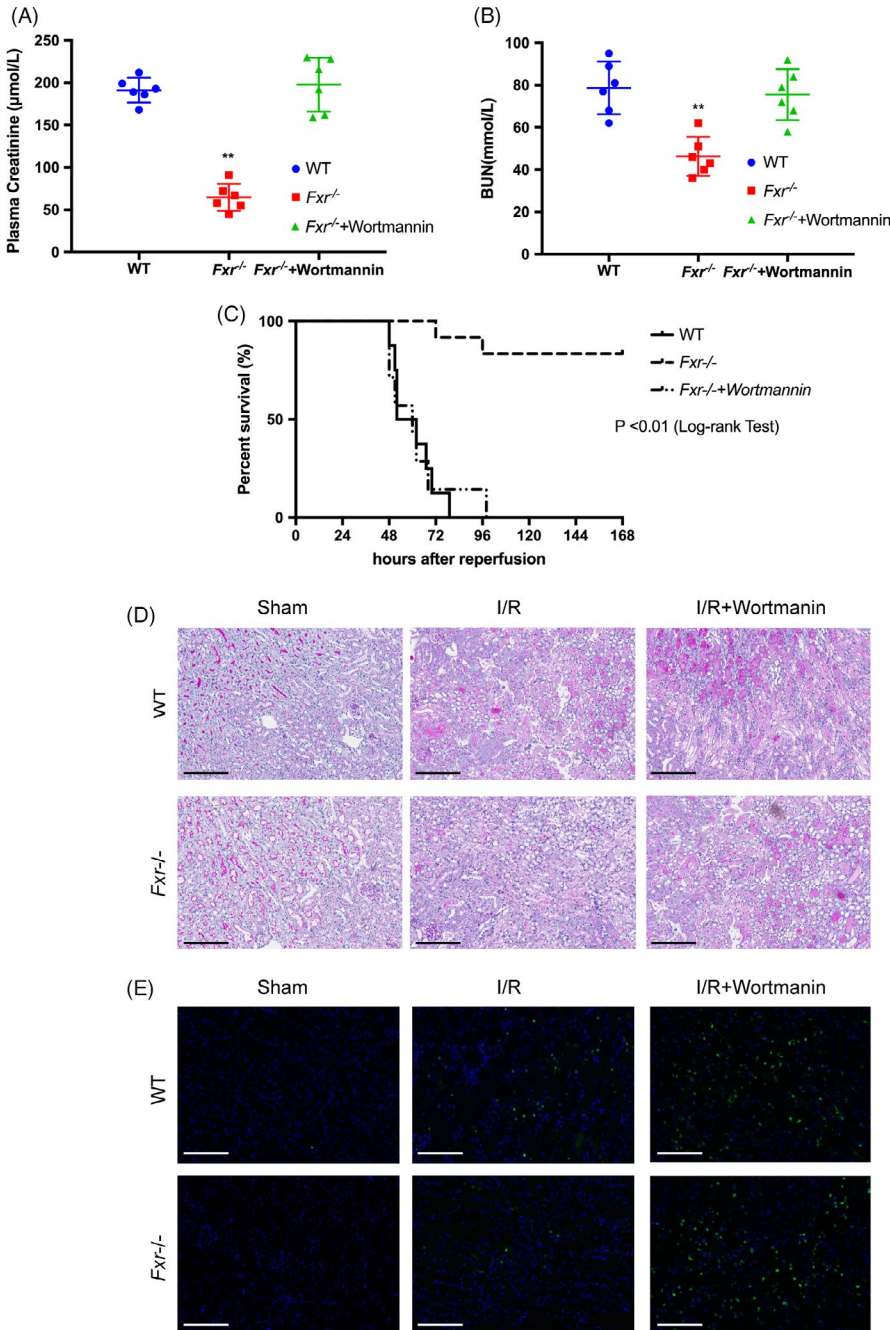 (A)
Plasma Creatinine (μmol/L)
250
200
150
100
50
0
**
WT
Fxr-/-
Fxr-/-+Wortmannin
WT
Fxr-/-
Fxr-/-+Wortmannin
(B)
BUN(mmol/L)
100
80
60
40
20
0
**
WT
Fxr-/-
Fxr-/-+Wortmannin
WT
Fxr-/-
Fxr-/-+Wortmannin
(C)
Percent survival (%)
100
50
0
0 24 48 72 96 120 144 168
hours after reperfusion
WT
Fxr-/-
Fxr-/-+Wortmannin
P <0.01 (Log-rank Test)
(D)
Sham
I/R
I/R+Wortmanin
WT
Fxr-/-
(E)
Sham
I/R
I/R+Wortmanin
WT
Fxr-/-